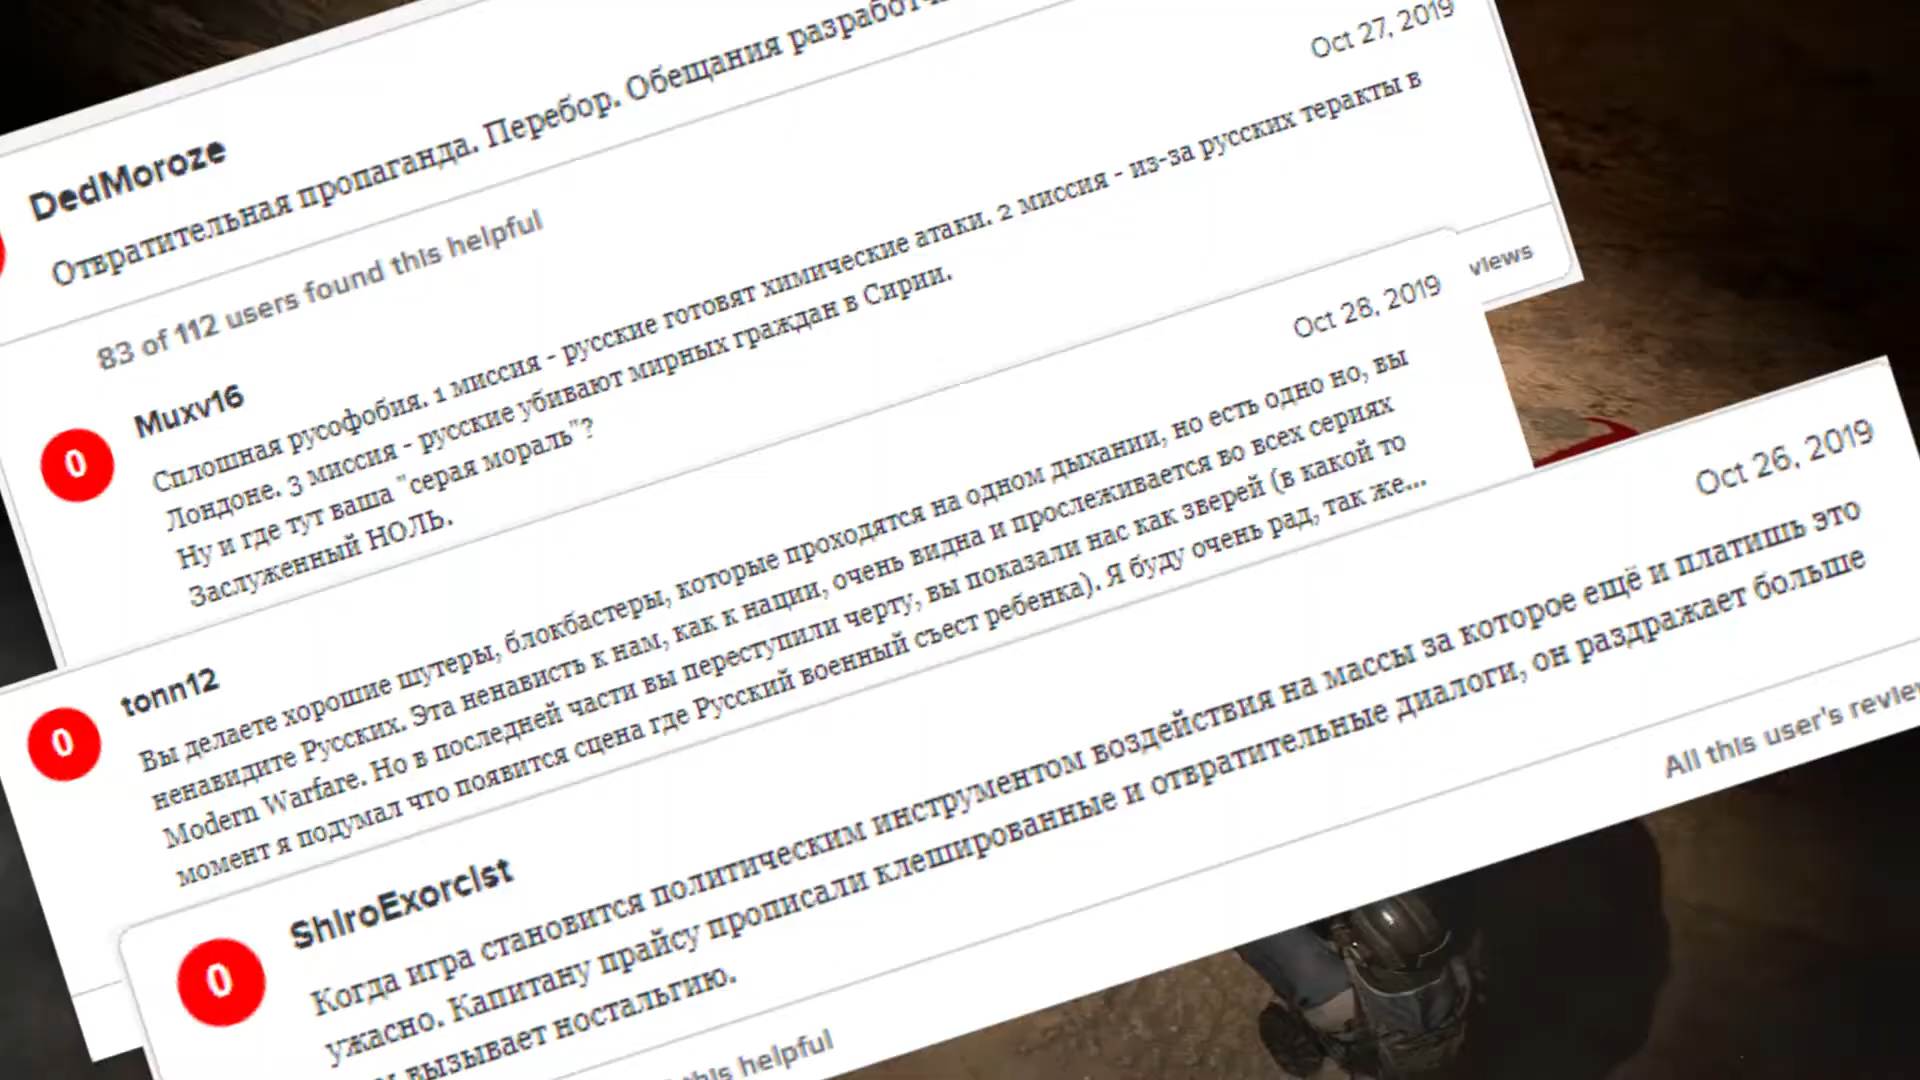 DedMoroze
Отвратительная пропаганда. Перебор. Обещания
83 of 112 users found this helpful
Oct 27, 2019
0
Muxv16
Сплошная русофобия. 1 миссия - русские готовят химические атаки. 2 миссия - из-за русских теракты в
Лондоне. 3 миссия - русские убивают мирных граждан в Сирии.
Ну и где тут ваша "серая мораль"?
Заслуженный НОЛЬ.
Oct 28, 2019
0
tonn12
Вы делаете хорошие шутеры, блокбастеры, которые проходятся на одном дыхании, но есть одно но, вы
ненавидите Русских. Эта ненависть к нам, как к нации, очень видна и прослеживается во всех сериях
Modern Warfare. Но в последней части вы переступили черту, вы показали нас как зверей (в какой то
момент я подумал что появится сцена где Русский военный съест ребенка). Я буду очень рад, так же...
Oct 26, 2019
0
ShiroExorcist
Когда игра становится политическим инструментом воздействия на массы за которое ещё и платишь это
ужасно. Капитану прайсу прописали клешированные и отвратительные диалоги, он раздражает больше
вызывает ностальгию.
All this user's
this helpful